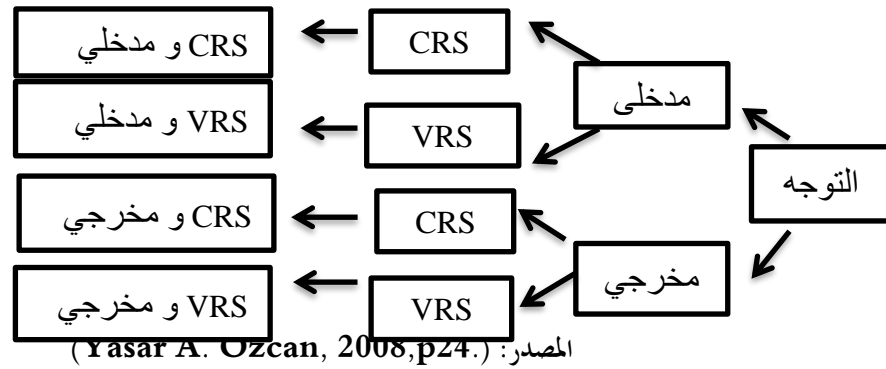 التوجه
مدخلى
مخرجي
CRS
VRS
CRS
VRS
CRS و مدخلي
VRS و مدخلي
CRS و مخرجي
VRS و مخرجي
المصدر: (Yasar A. Ozcan, 2008,p24.)